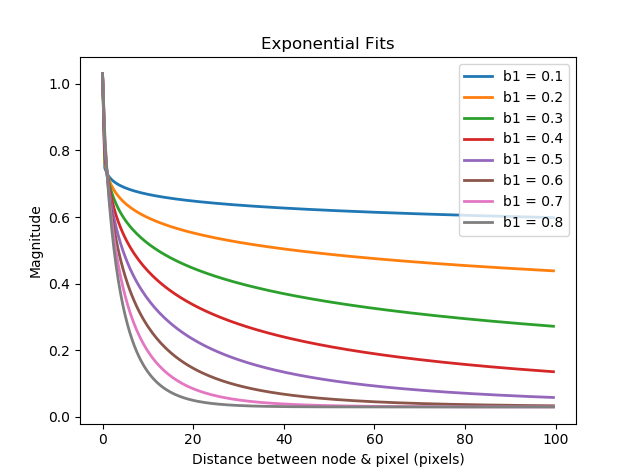 Exponential Fits
b1 = 0.1
b1 = 0.2
b1 = 0.3
b1 = 0.4
b1 = 0.5
b1 = 0.6
b1 = 0.7
b1 = 0.8
Magnitude
1.0
0.8
0.6
0.4
0.2
0.0
0 20 40 60 80 100
Distance between node & pixel (pixels)